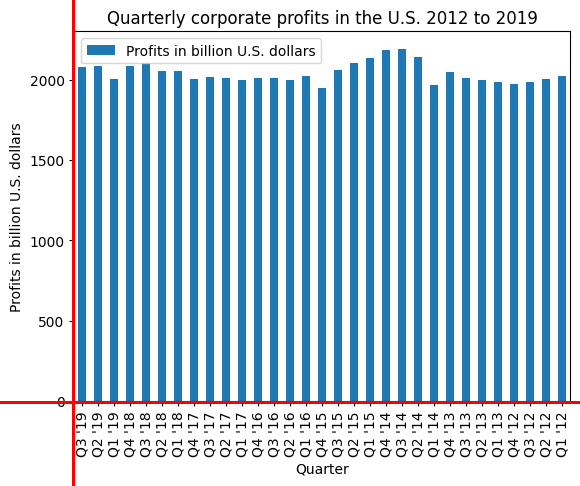 Quarterly corporate profits in the U.S. 2012 to 2019
Profits in billion U.S. dollars
Profits in billion U.S. dollars
2000
1500
1000
500
0
Q3 '19
Q2 '19
Q1 '19
Q4 '18
Q3 '18
Q2 '18
Q1 '18
Q4 '17
Q3 '17
Q2 '17
Q1 '17
Q4 '16
Q3 '16
Q2 '16
Q1 '16
Q4 '15
Q3 '15
Q2 '15
Q1 '15
Q4 '14
Q3 '14
Q2 '14
Q1 '14
Q4 '13
Q3 '13
Q2 '13
Q1 '13
Q4 '12
Q3 '12
Q2 '12
Q1 '12
Quarter